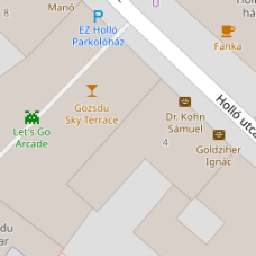 Manó
8
P
EZ Holló
Parkolóház
Fanka
Gozsdu
Sky Terrace
Dr. Kohn
Sámuel
Let's Go
Arcade
4
Goldziher
Ignác
Holló utca